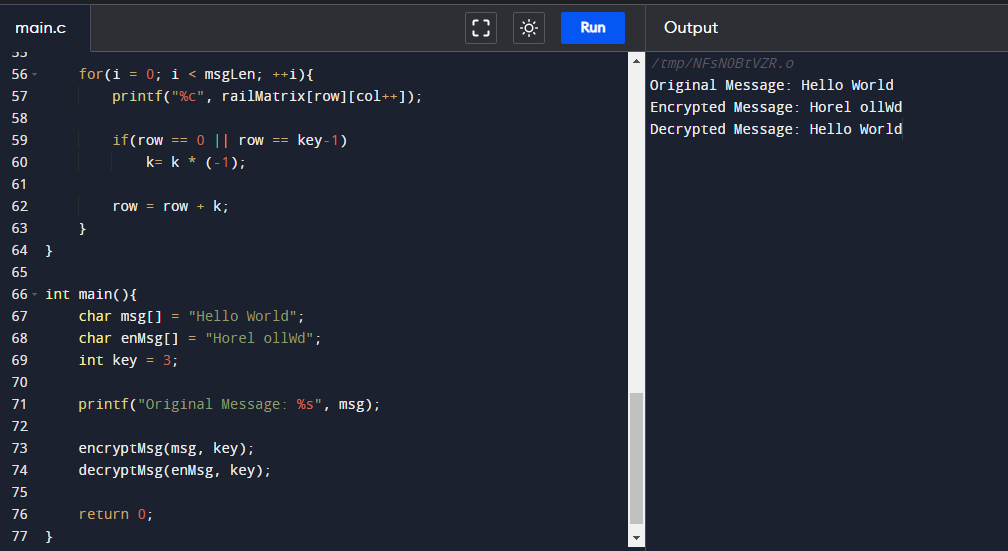 main.c
Run
Output
55
56 for(i = 0; i < msgLen; ++i){
57 printf("%c", railMatrix[row][col++]);
58
59 if(row == 0 || row == key-1)
60 k= k * (-1);
61
62 row = row + k;
63 }
64 }
65
66 int main(){
67 char msg[] = "Hello World";
68 char enMsg[] = "Horel ollWd";
69 int key = 3;
70
71 printf("Original Message: %s", msg);
72
73 encryptMsg(msg, key);
74 decryptMsg(enMsg, key);
75
76 return 0;
77 }
/tmp/NFsN0BtVZR.o
Original Message: Hello World
Encrypted Message: Horel ollWd
Decrypted Message: Hello World